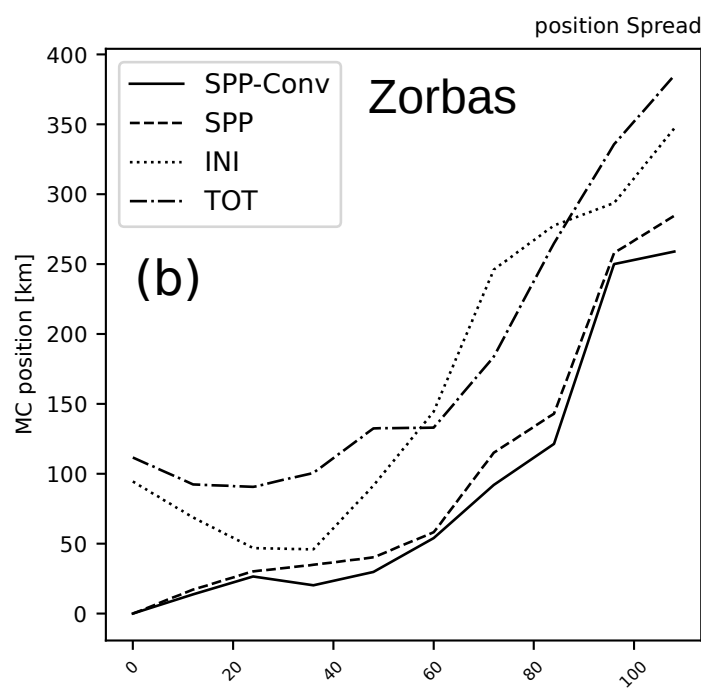 position Spread
Zorbas
SPP-Conv
SPP
INI
TOT
(b)
MC position [km]
400
350
300
250
200
150
100
50
0
0 20 40 60 80 100